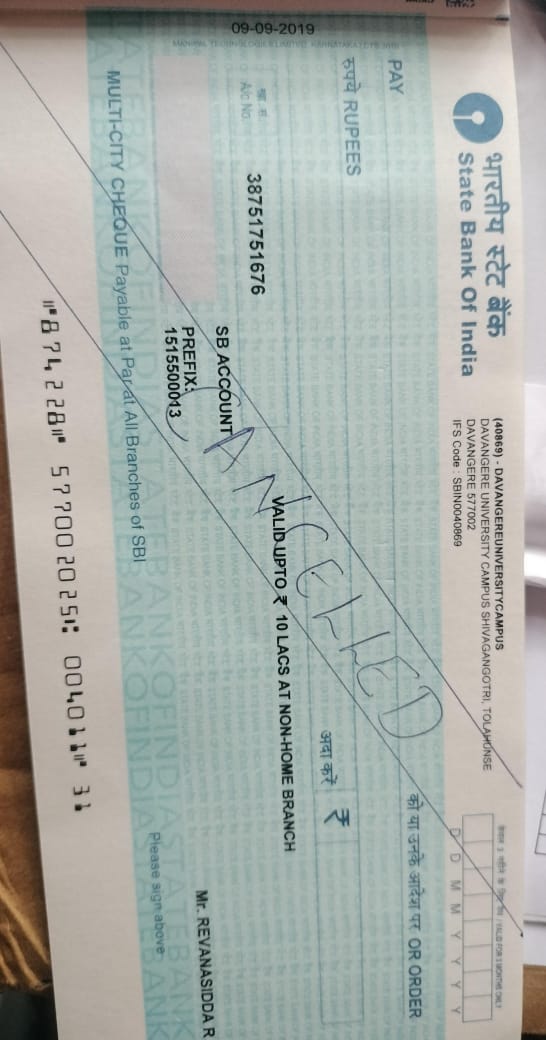 भारतीय स्टेट बैंक
State Bank Of India
(40869) - DAVANGEREUNIVERSITYCAMPUS
DAVANGERE UNIVERSITY CAMPUS SHIVAGANGOTRI, TOLAHUNSE
DAVANGERE 577002
IFS Code : SBIN0040869
केवल 3 महीने के लिए वैध / VALID FOR 3 MONTHS ONLY
D D M M Y Y Y Y
PAY
को या उनके आदेश पर OR ORDER
रुपये RUPEES
अदा करें ₹
CANCELLED
VALID UPTO ₹ 10 LACS AT NON-HOME BRANCH
09-09-2019
खा. सं.
A/c No.
38751751676
SB ACCOUNT
PREFIX:
1515500013
Mr. REVANASIDDA R
Please sign above
MULTI-CITY CHEQUE Payable at Par at All Branches of SBI
⑈874228⑈ 577002025⑆ 004011⑈ 31